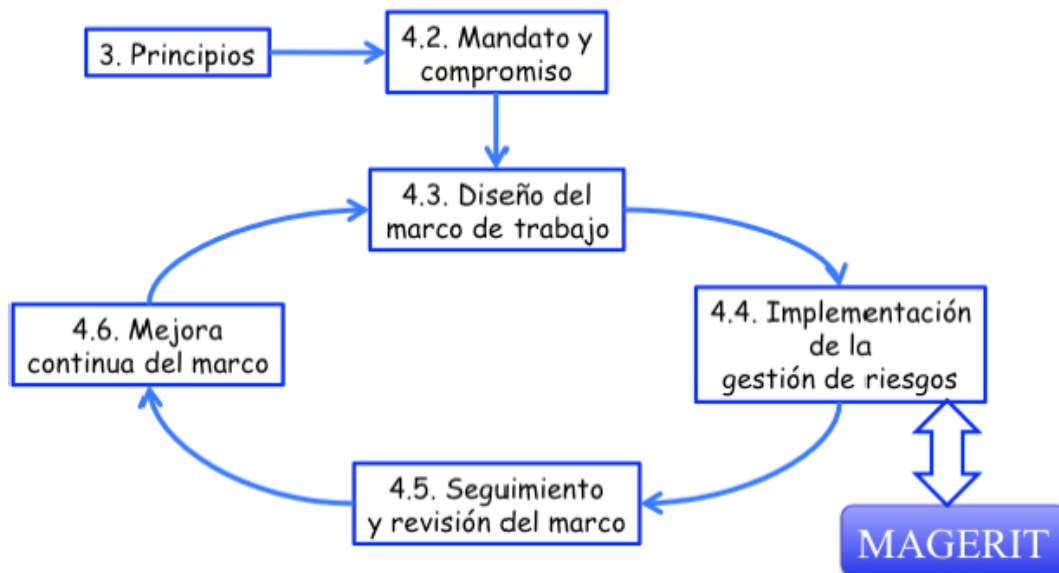 3. Principios
4.2. Mandato y
compromiso
4.3. Diseño del
marco de trabajo
4.6. Mejora
continua del marco
4.4. Implementación
de la
gestión de riesgos
4.5. Seguimiento
y revisión del marco
MAGERIT